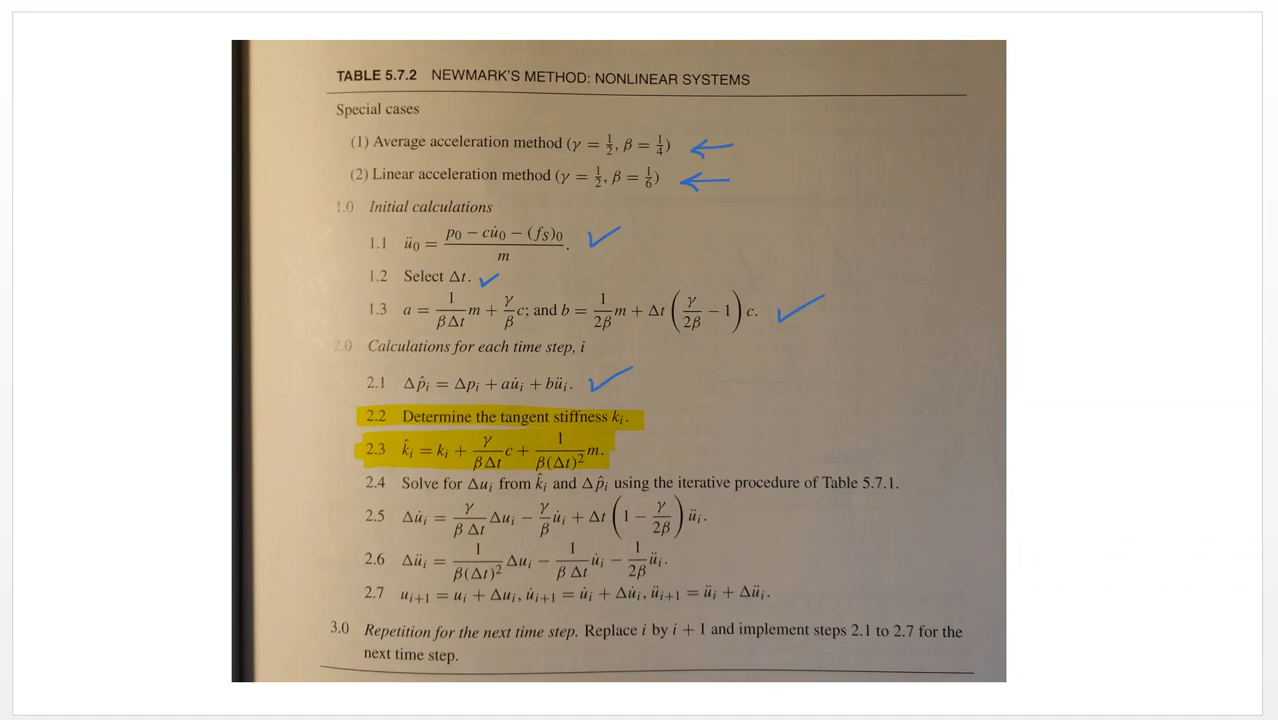 TABLE 5.7.2 NEWMARK'S METHOD: NONLINEAR SYSTEMS
Special cases
(1) Average acceleration method (γ = 1/2, β = 1/4)
(2) Linear acceleration method (γ = 1/2, β = 1/6)
1.0 Initial calculations
1.1 ü₀ = (p₀ − cu̇₀ − (fs)₀) / m.
1.2 Select Δt.
1.3 a = 1/(β Δt) m + γ/β c; and b = 1/(2β) m + Δt (γ/(2β) − 1) c.
2.0 Calculations for each time step, i
2.1 Δp̂ᵢ = Δpᵢ + au̇ᵢ + büᵢ.
2.2 Determine the tangent stiffness kᵢ.
2.3 k̂ᵢ = kᵢ + γ/(β Δt) c + 1/(β(Δt)²) m.
2.4 Solve for Δuᵢ from k̂ᵢ and Δp̂ᵢ using the iterative procedure of Table 5.7.1.
2.5 Δu̇ᵢ = γ/(β Δt) Δuᵢ − γ/β u̇ᵢ + Δt (1 − γ/(2β)) üᵢ.
2.6 Δüᵢ = 1/(β(Δt)²) Δuᵢ − 1/(β Δt) u̇ᵢ − 1/(2β) üᵢ.
2.7 uᵢ₊₁ = uᵢ + Δuᵢ, u̇ᵢ₊₁ = u̇ᵢ + Δu̇ᵢ, üᵢ₊₁ = üᵢ + Δüᵢ.
3.0 Repetition for the next time step. Replace i by i + 1 and implement steps 2.1 to 2.7 for the
next time step.